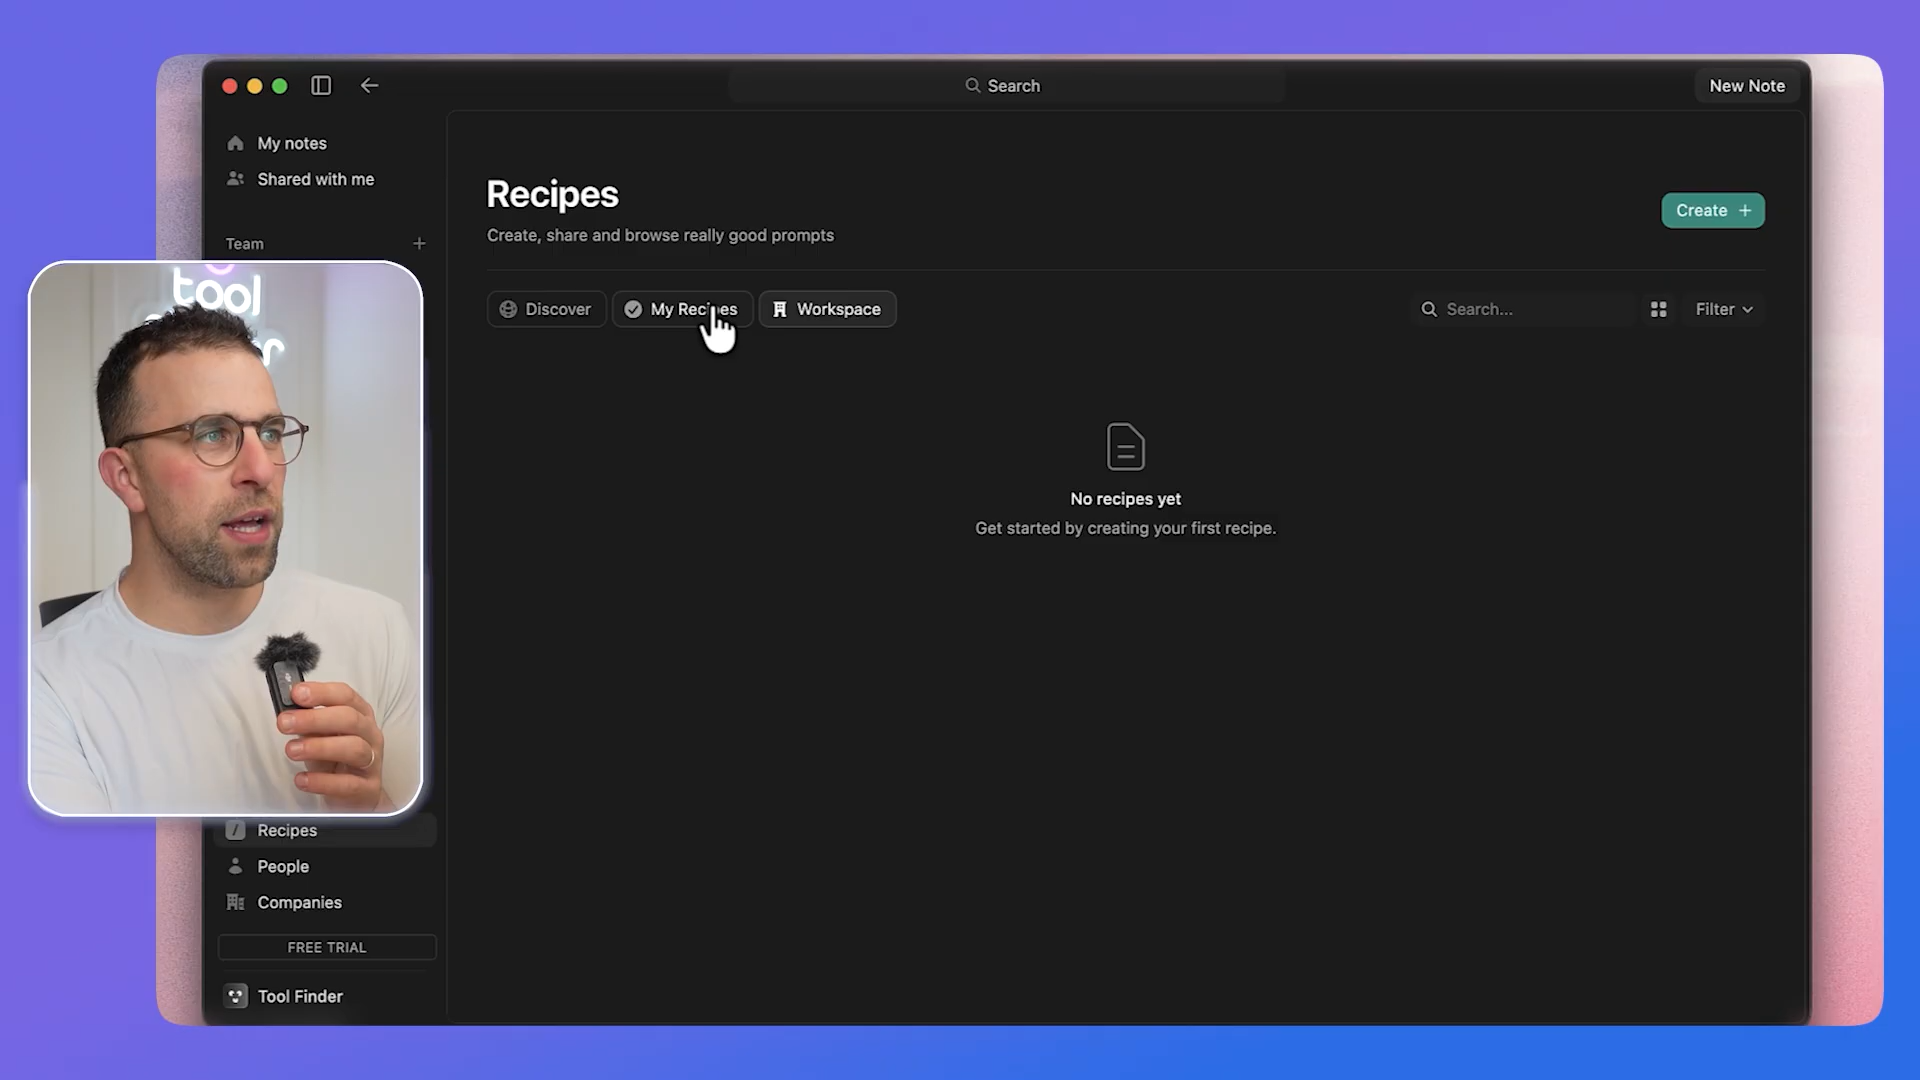 Search
New Note
My notes
Shared with me
Team
Recipes
Create, share and browse really good prompts
Create
Discover
My Recipes
Workspace
Search...
Filter
No recipes yet
Get started by creating your first recipe.
tool
Recipes
People
Companies
FREE TRIAL
Tool Finder